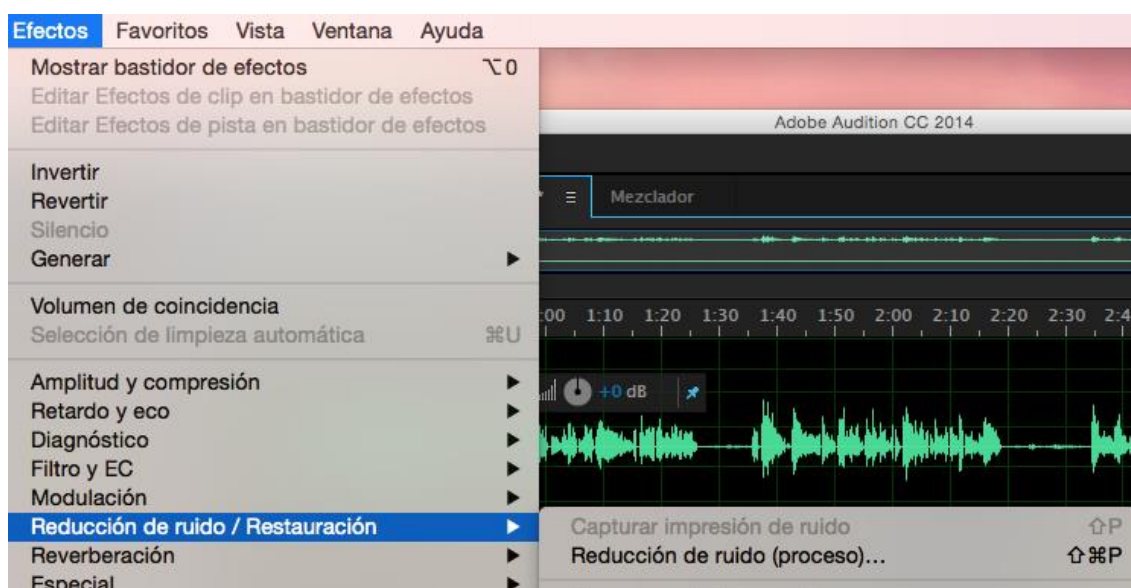 Efectos Favoritos Vista Ventana Ayuda
Mostrar bastidor de efectos ⌥0
Editar Efectos de clip en bastidor de efectos
Editar Efectos de pista en bastidor de efectos
Adobe Audition CC 2014
Invertir
Revertir
Mezclador
Silencio
Generar
Volumen de coincidencia
Selección de limpieza automática ⌘U
:00 1:10 1:20 1:30 1:40 1:50 2:00 2:10 2:20 2:30 2:4
Amplitud y compresión
+0 dB
Retardo y eco
Diagnóstico
Filtro y EC
Modulación
Reducción de ruido / Restauración
Capturar impresión de ruido ⇧P
Reverberación
Reducción de ruido (proceso)... ⇧⌘P
Especial